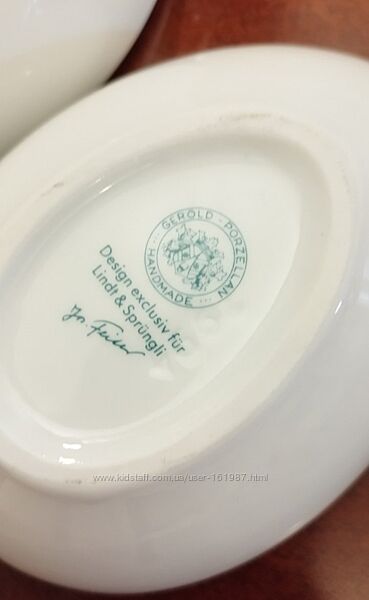 GEROLD - PORZELLAN
HANDMADE
Design exclusiv für
Lindt & Sprüngli
www.kidstaff.com.ua/user-161987.html